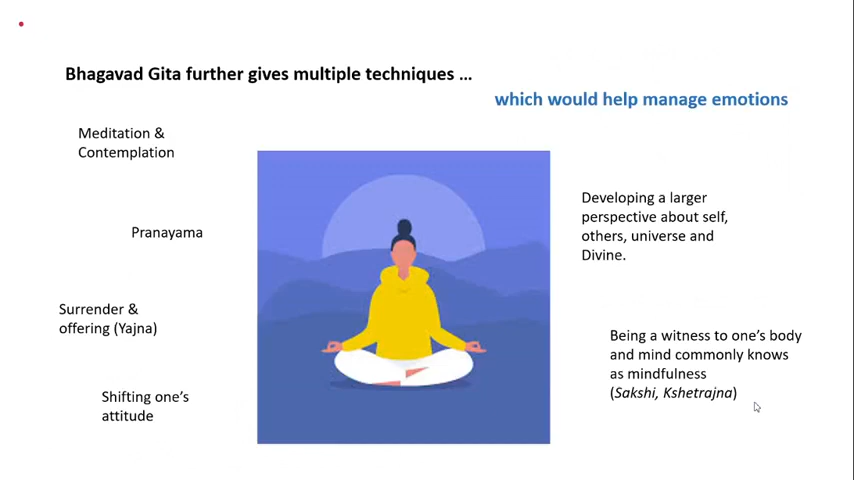 Bhagavad Gita further gives multiple techniques ...
which would help manage emotions
Meditation &
Contemplation
Pranayama
Surrender &
offering (Yajna)
Shifting one's
attitude
Developing a larger
perspective about self,
others, universe and
Divine.
Being a witness to one's body
and mind commonly knows
as mindfulness
(Sakshi, Kshetrajna)